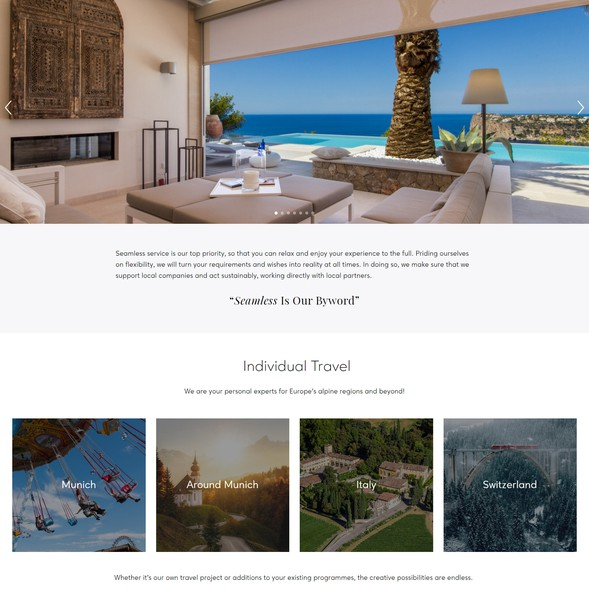 Seamless service is our top priority, so that you can relax and enjoy your experience to the full. Priding ourselves
on flexibility, we will turn your requirements and wishes into reality at all times. In doing so, we make sure that we
support local companies and act sustainably, working directly with local partners.
“Seamless Is Our Byword”
Individual Travel
We are your personal experts for Europe's alpine regions and beyond!
Munich
Around Munich
Italy
Switzerland
Whether it's our own travel project or additions to your existing programmes, the creative possibilities are endless.